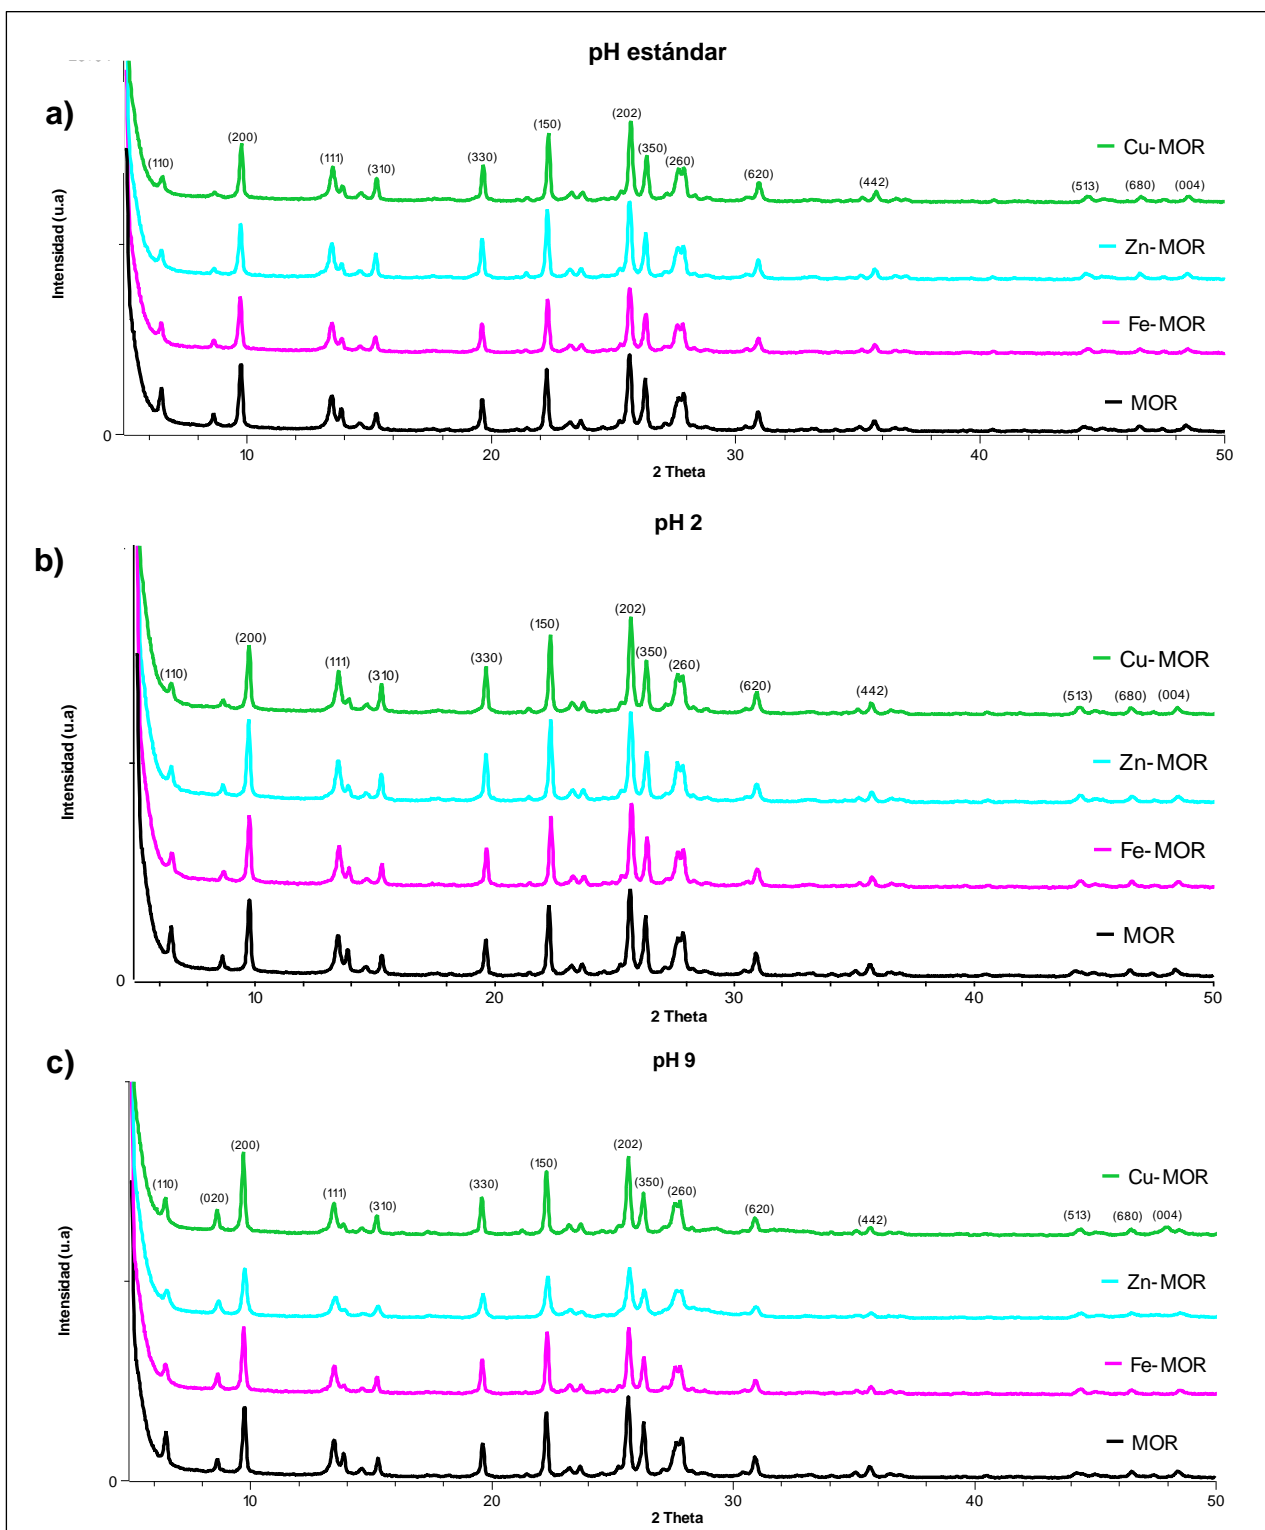 pH estándar
a)
(110)
(200)
(111)
(310)
(330)
(150)
(202)
(350)
(260)
(620)
(442)
(513)
(680)
(004)
Cu-MOR
Zn-MOR
Fe-MOR
MOR
Intensidad (u.a)
0
10
20
30
40
50
2 Theta
pH 2
b)
(110)
(200)
(111)
(310)
(330)
(150)
(202)
(350)
(260)
(620)
(442)
(513)
(680)
(004)
Cu-MOR
Zn-MOR
Fe-MOR
MOR
Intensidad (u.a)
0
10
20
30
40
50
2 Theta
pH 9
c)
(110)
(020)
(200)
(111)
(310)
(330)
(150)
(202)
(350)
(260)
(620)
(442)
(513)
(680)
(004)
Cu-MOR
Zn-MOR
Fe-MOR
MOR
Intensidad (u.a)
0
10
20
30
40
50
2 Theta